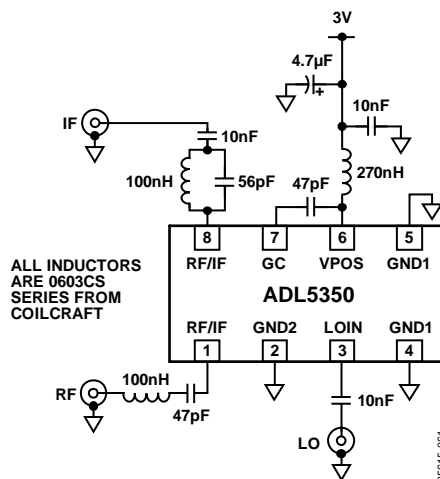 3V
4.7µF
+
IF
10nF
10nF
100nH
56pF
47pF
270nH
8
7
6
5
RF/IF
GC
VPOS
GND1
ALL INDUCTORS
ARE 0603CS
SERIES FROM
COILCRAFT
ADL5350
RF/IF
GND2
LOIN
GND1
1
2
3
4
RF
100nH
47pF
10nF
LO